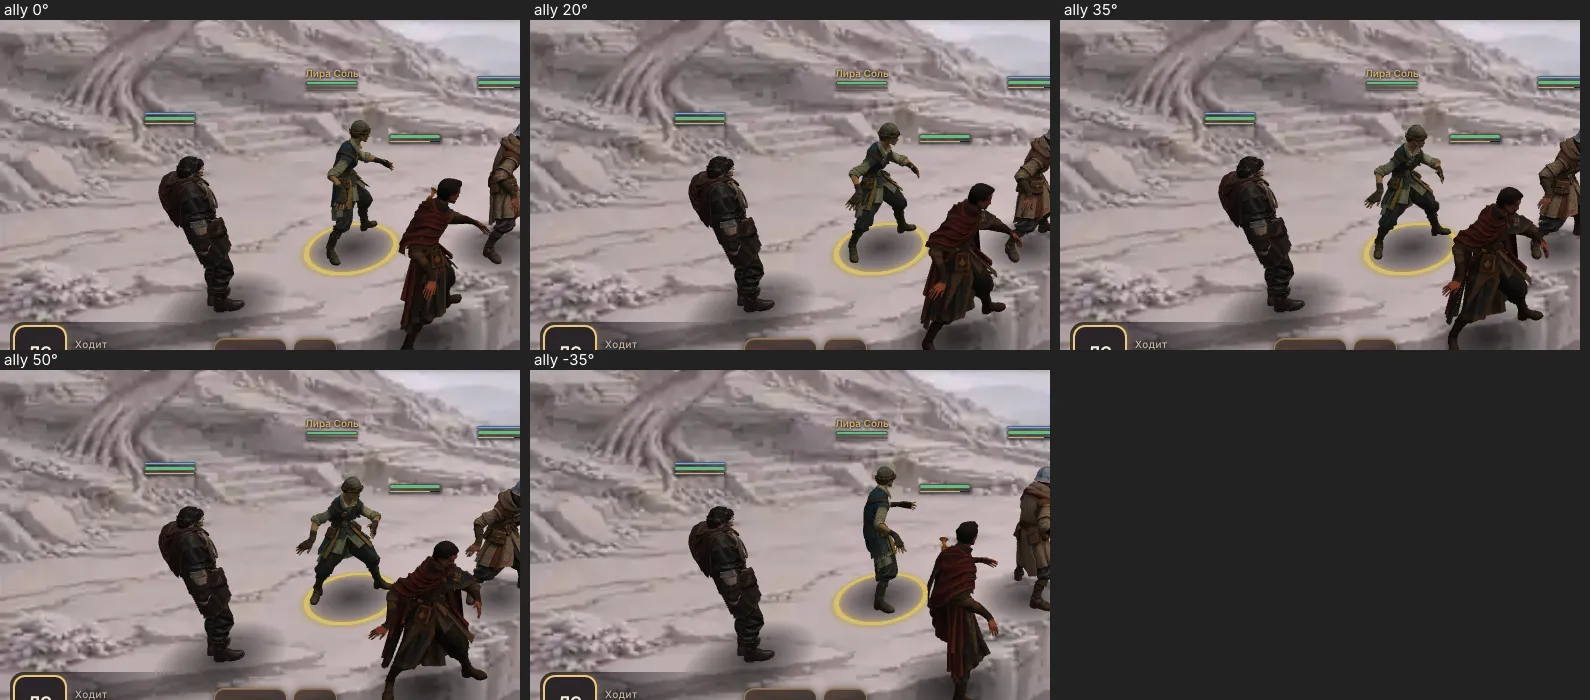 ally 0°
ally 20°
ally 35°
Лира Соль
Лира Соль
Лира Соль
Ходит
Ходит
Ходит
ally 50°
ally -35°
Лира Соль
Лира Соль
Ходит
Ходит